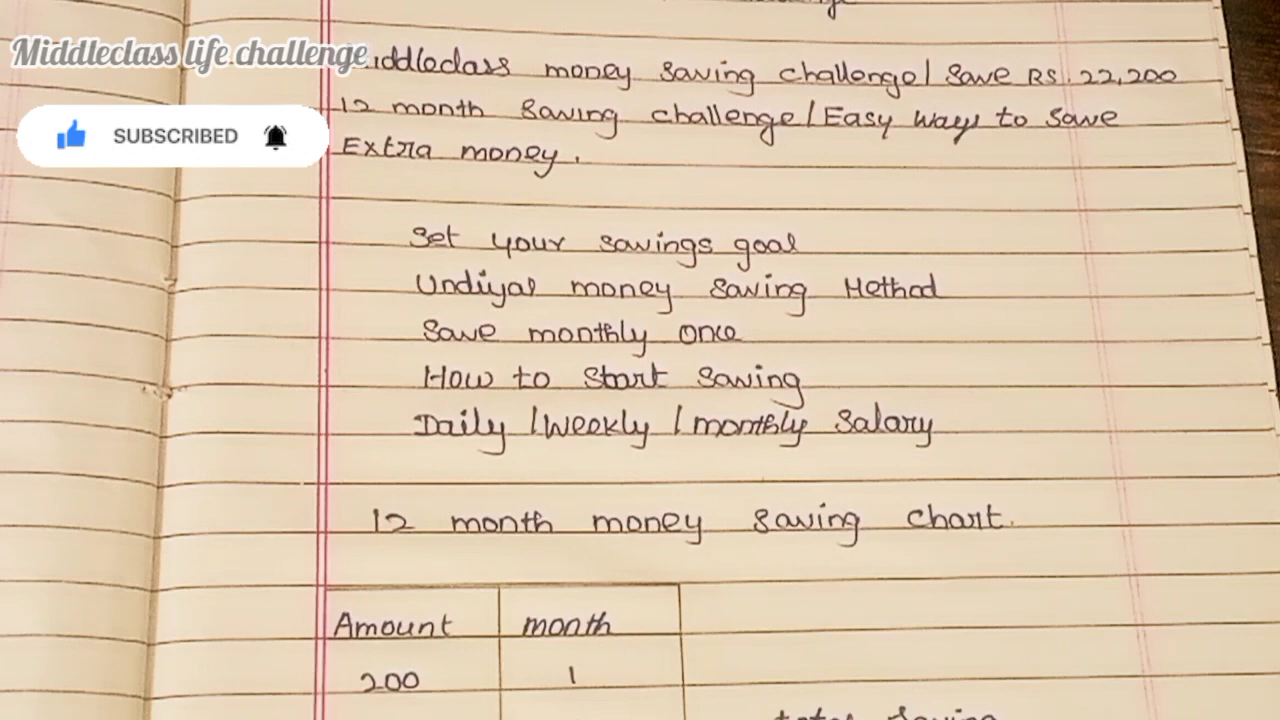 Middleclass life challenge
iddleclass money saving challenge/ Save RS. 22,200
SUBSCRIBED
12 month saving challenge/Easy ways to save
Extra money.
Set your savings goal
Undiyal money saving Method
Save monthly once
How to start saving
Daily /Weekly /monthly salary
12 month money saving chart.
Amount month
200 1
saving